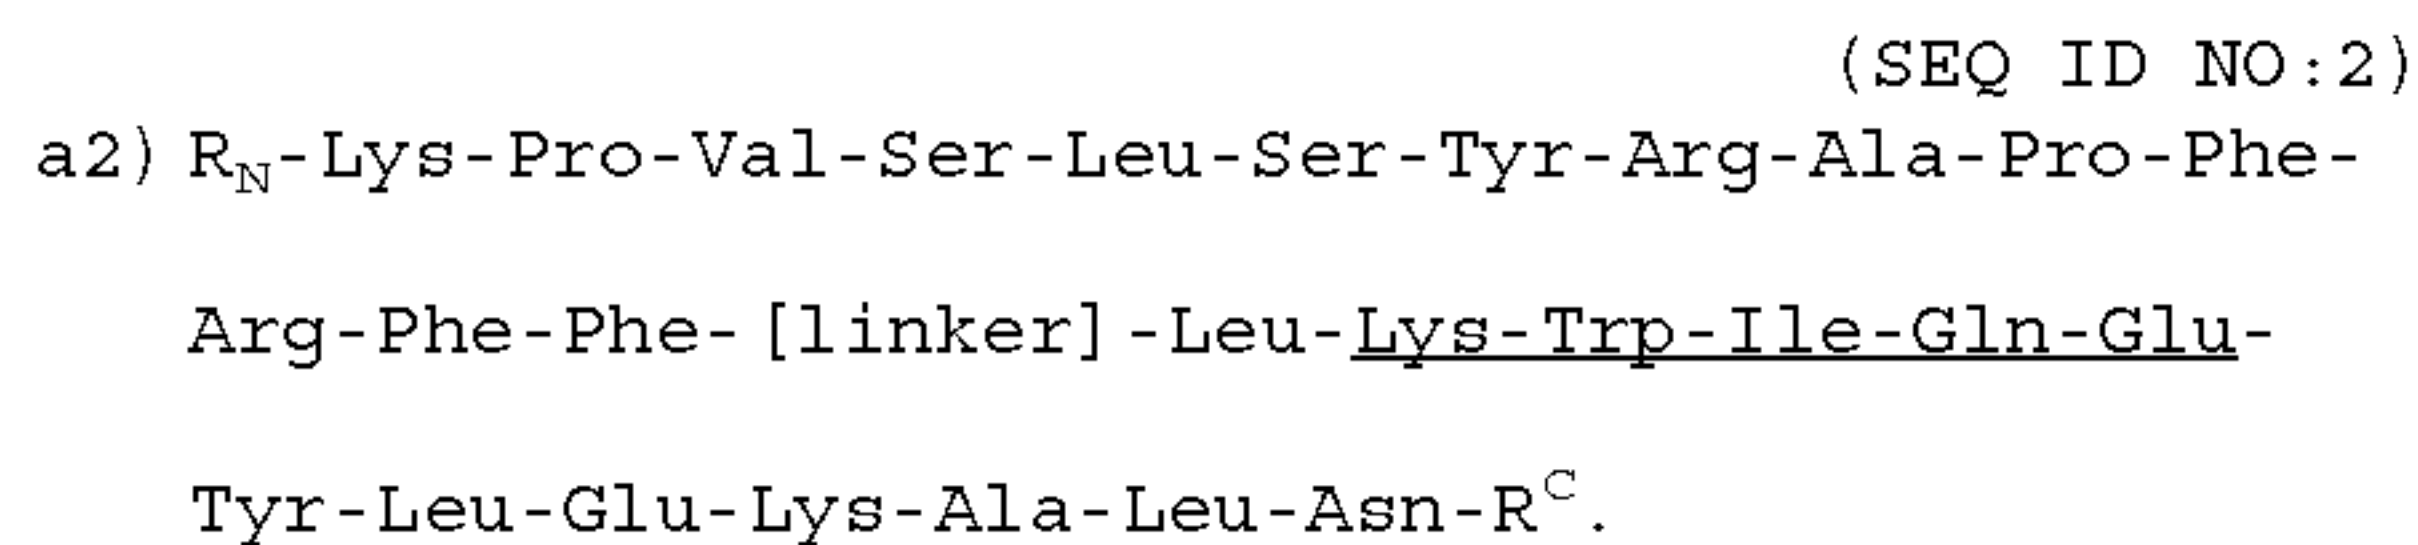 (SEQ ID NO:2)
a2) R_N-Lys-Pro-Val-Ser-Leu-Ser-Tyr-Arg-Ala-Pro-Phe-
Arg-Phe-Phe-[linker]-Leu-Lys-Trp-Ile-Gln-Glu-
Tyr-Leu-Glu-Lys-Ala-Leu-Asn-R^C.